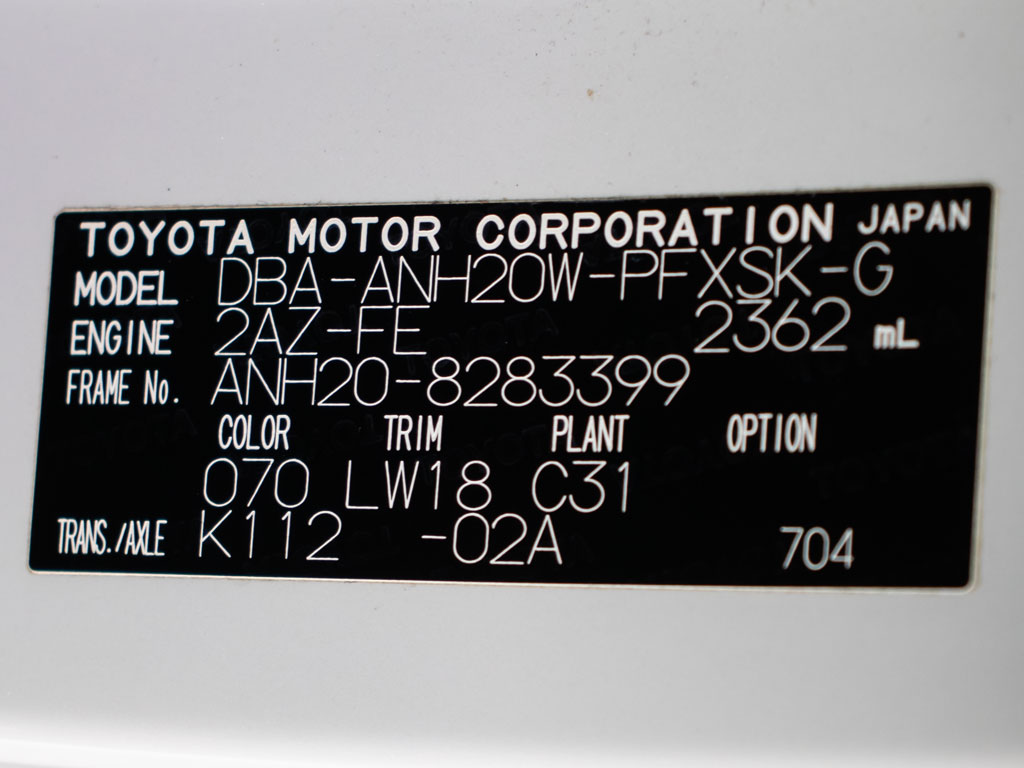 TOYOTA MOTOR CORPORATION JAPAN
MODEL DBA-ANH20W-PFXSK-G
ENGINE 2AZ-FE 2362 mL
FRAME No. ANH20-8283399
COLOR TRIM PLANT OPTION
070 LW18 C31
TRANS./AXLE K112 -02A 704